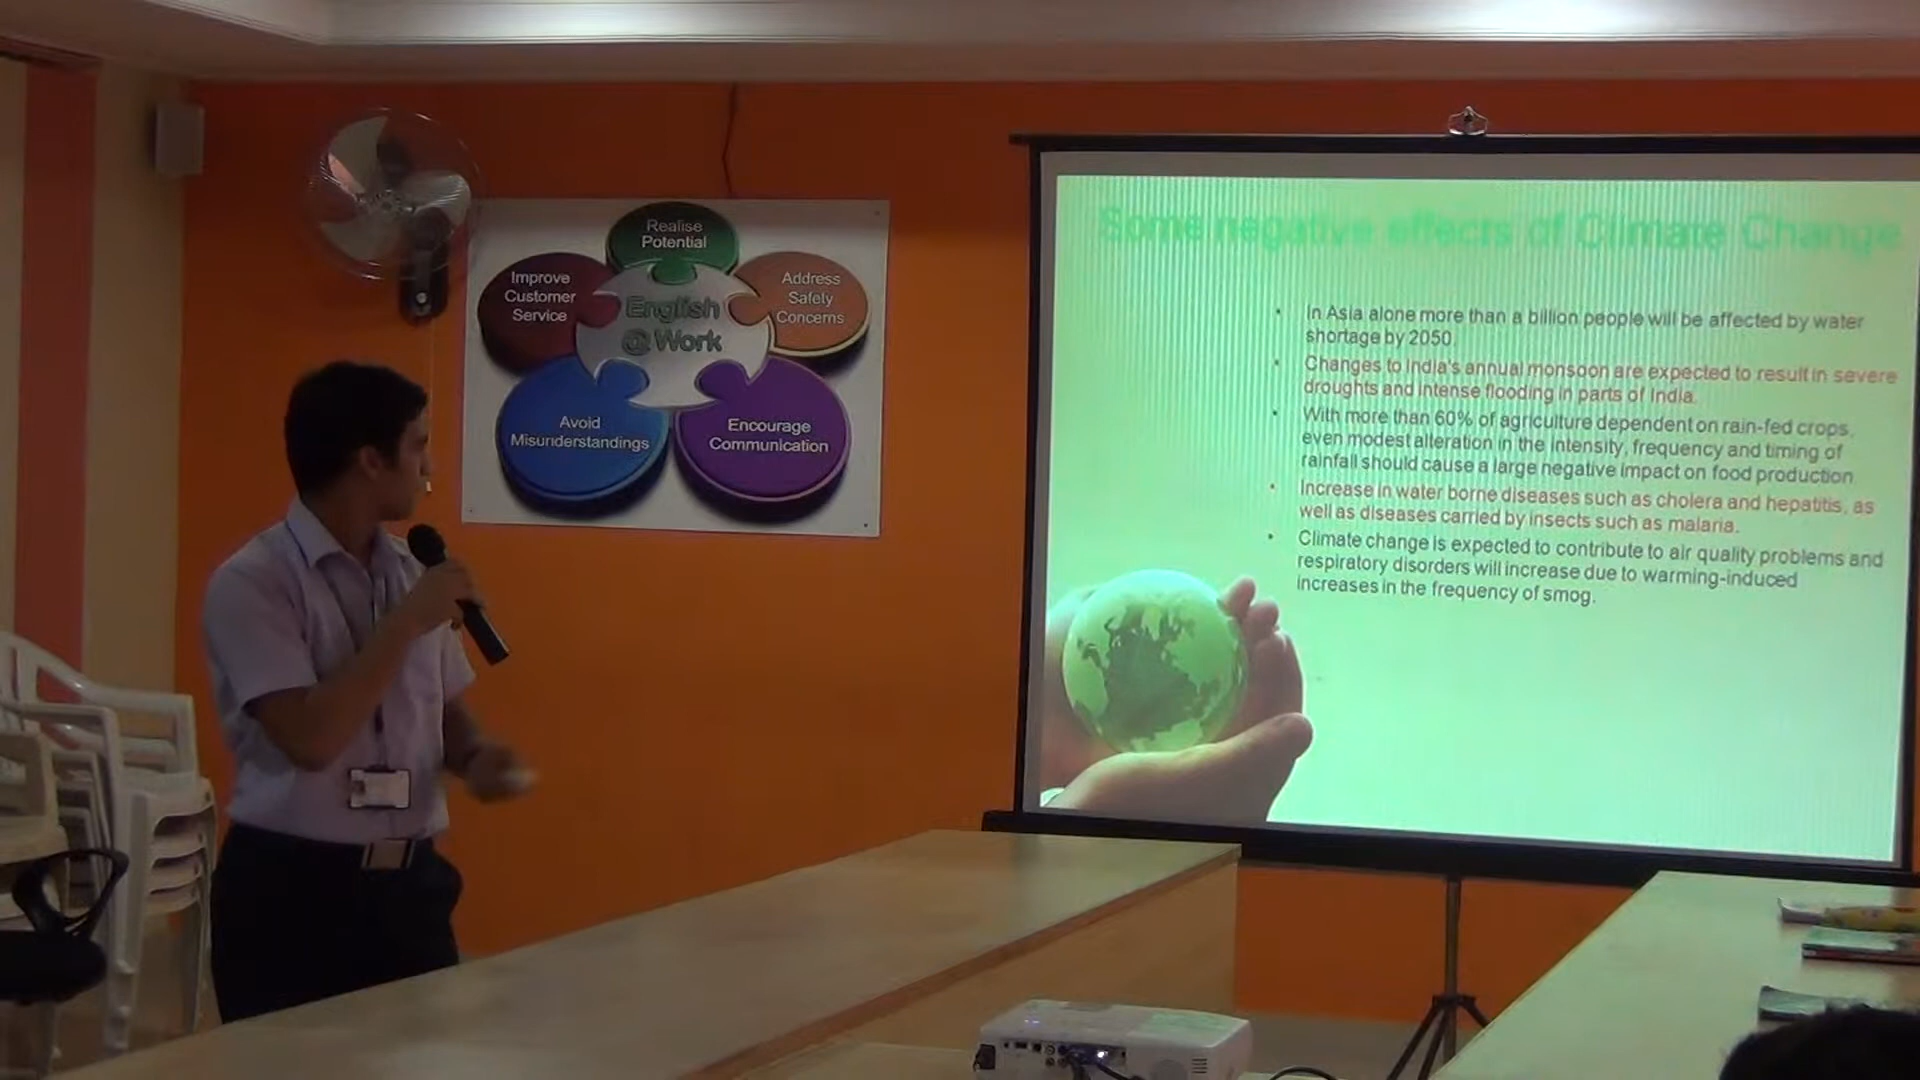 Realise
Potential
Improve
Customer
Service
Address
Safely
Concerns
English
@ Work
Avoid
Misunderstandings
Encourage
Communication
Some negative effects of Climate Change
• In Asia alone more than a billion people will be affected by water
shortage by 2050.
• Changes to India's annual monsoon are expected to result in severe
droughts and intense flooding in parts of India.
• With more than 60% of agriculture dependent on rain-fed crops,
even modest alteration in the intensity, frequency and timing of
rainfall should cause a large negative impact on food production
• Increase in water borne diseases such as cholera and hepatitis, as
well as diseases carried by insects such as malaria.
• Climate change is expected to contribute to air quality problems and
respiratory disorders will increase due to warming-induced
increases in the frequency of smog.